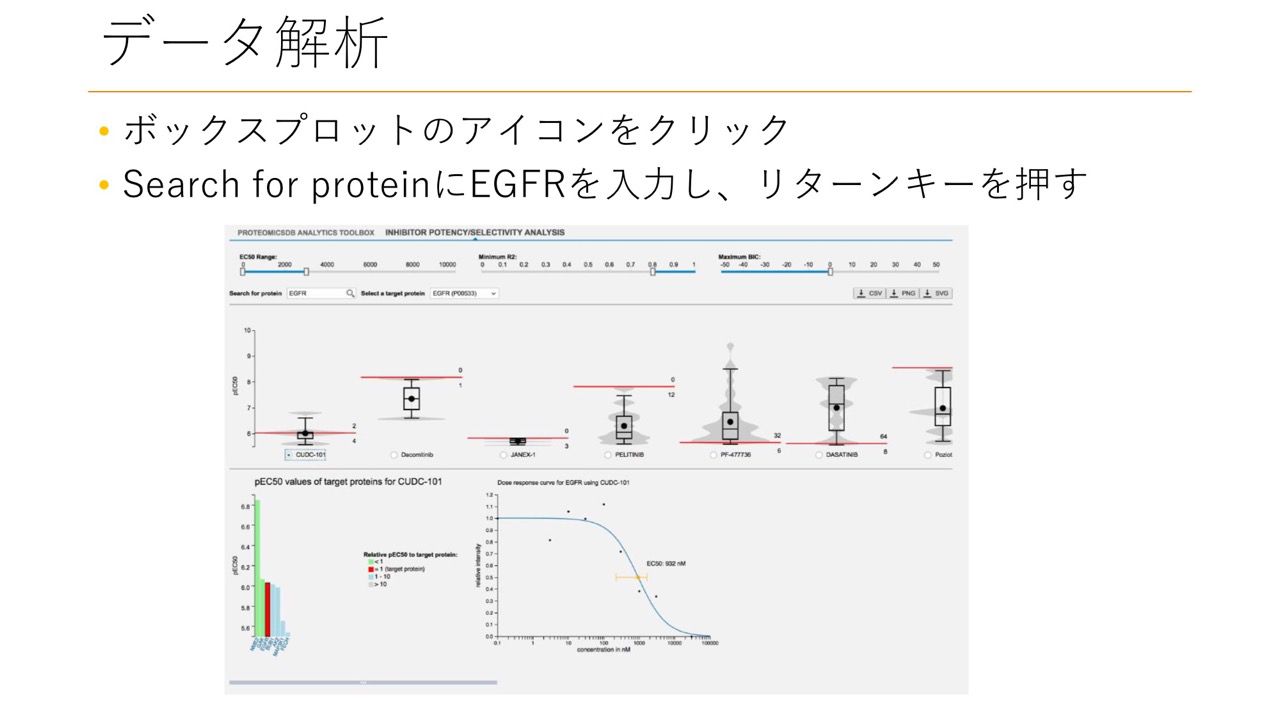 データ解析
• ボックスプロットのアイコンをクリック
• Search for proteinにEGFRを入力し、リターンキーを押す
PROTEOMICSDB ANALYTICS TOOLBOX INHIBITOR POTENCY/SELECTIVITY ANALYSIS
EC50 Range: Minimum R2: Maximum BIC:
0 2000 4000 6000 8000 10000 0 0.1 0.2 0.3 0.4 0.5 0.6 0.7 0.8 0.9 1 -50 -40 -30 -20 -10 0 10 20 30 40 50
Search for protein EGFR Select a target protein EGFR (P00533) CSV PNG SVG
10
9
8
7
6
pEC50
2
4
0
1
0
3
0
12
32
6
64
8
CUDC-101 Dacomitinib JANEX-1 PELITINIB PF-477736 DASATINIB Poziot
pEC50 values of target proteins for CUDC-101
6.8
6.6
6.4
6.2
6.0
5.8
5.6
pEC50
EGFR
Relative pEC50 to target protein:
< 1
= 1 (target protein)
1 - 10
> 10
Dose response curve for EGFR using CUDC-101
1.2
1.1
1.0
0.9
0.8
0.7
0.6
0.5
0.4
0.3
0.2
0.1
0.0
relative intensity
EC50: 932 nM
0.1 1 10 100 1000 10000 100000
concentration in nM